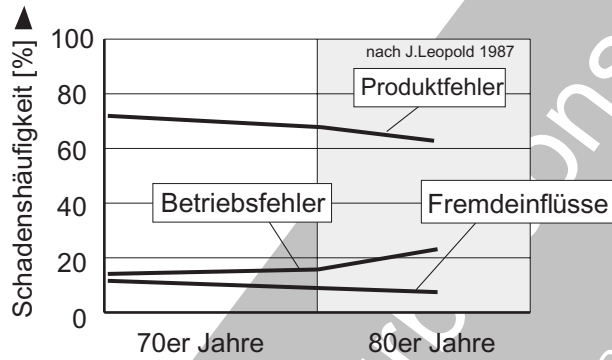 Schadenshäufigkeit [%]
100
80
60
40
20
0
nach J.Leopold 1987
Produktfehler
Betriebsfehler
Fremdeinflüsse
70er Jahre
80er Jahre